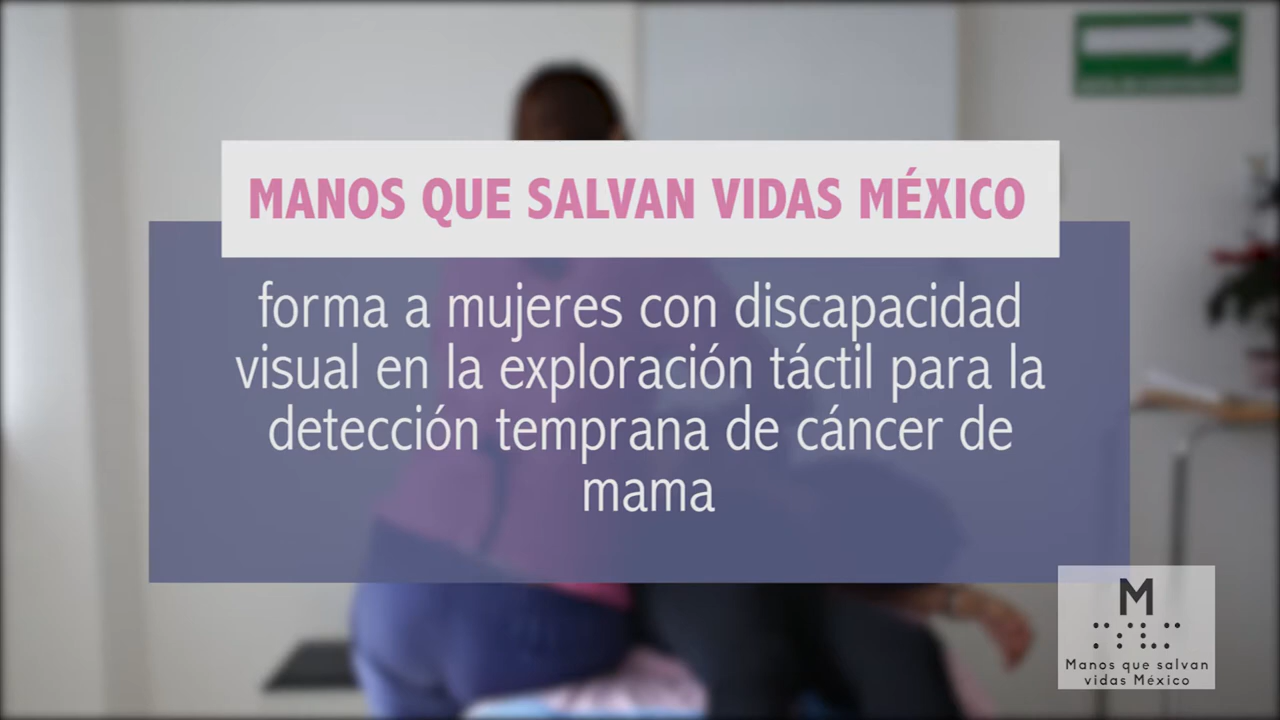 MANOS QUE SALVAN VIDAS MÉXICO
forma a mujeres con discapacidad
visual en la exploración táctil para la
detección temprana de cáncer de
mama
M
Manos que salvan
vidas México